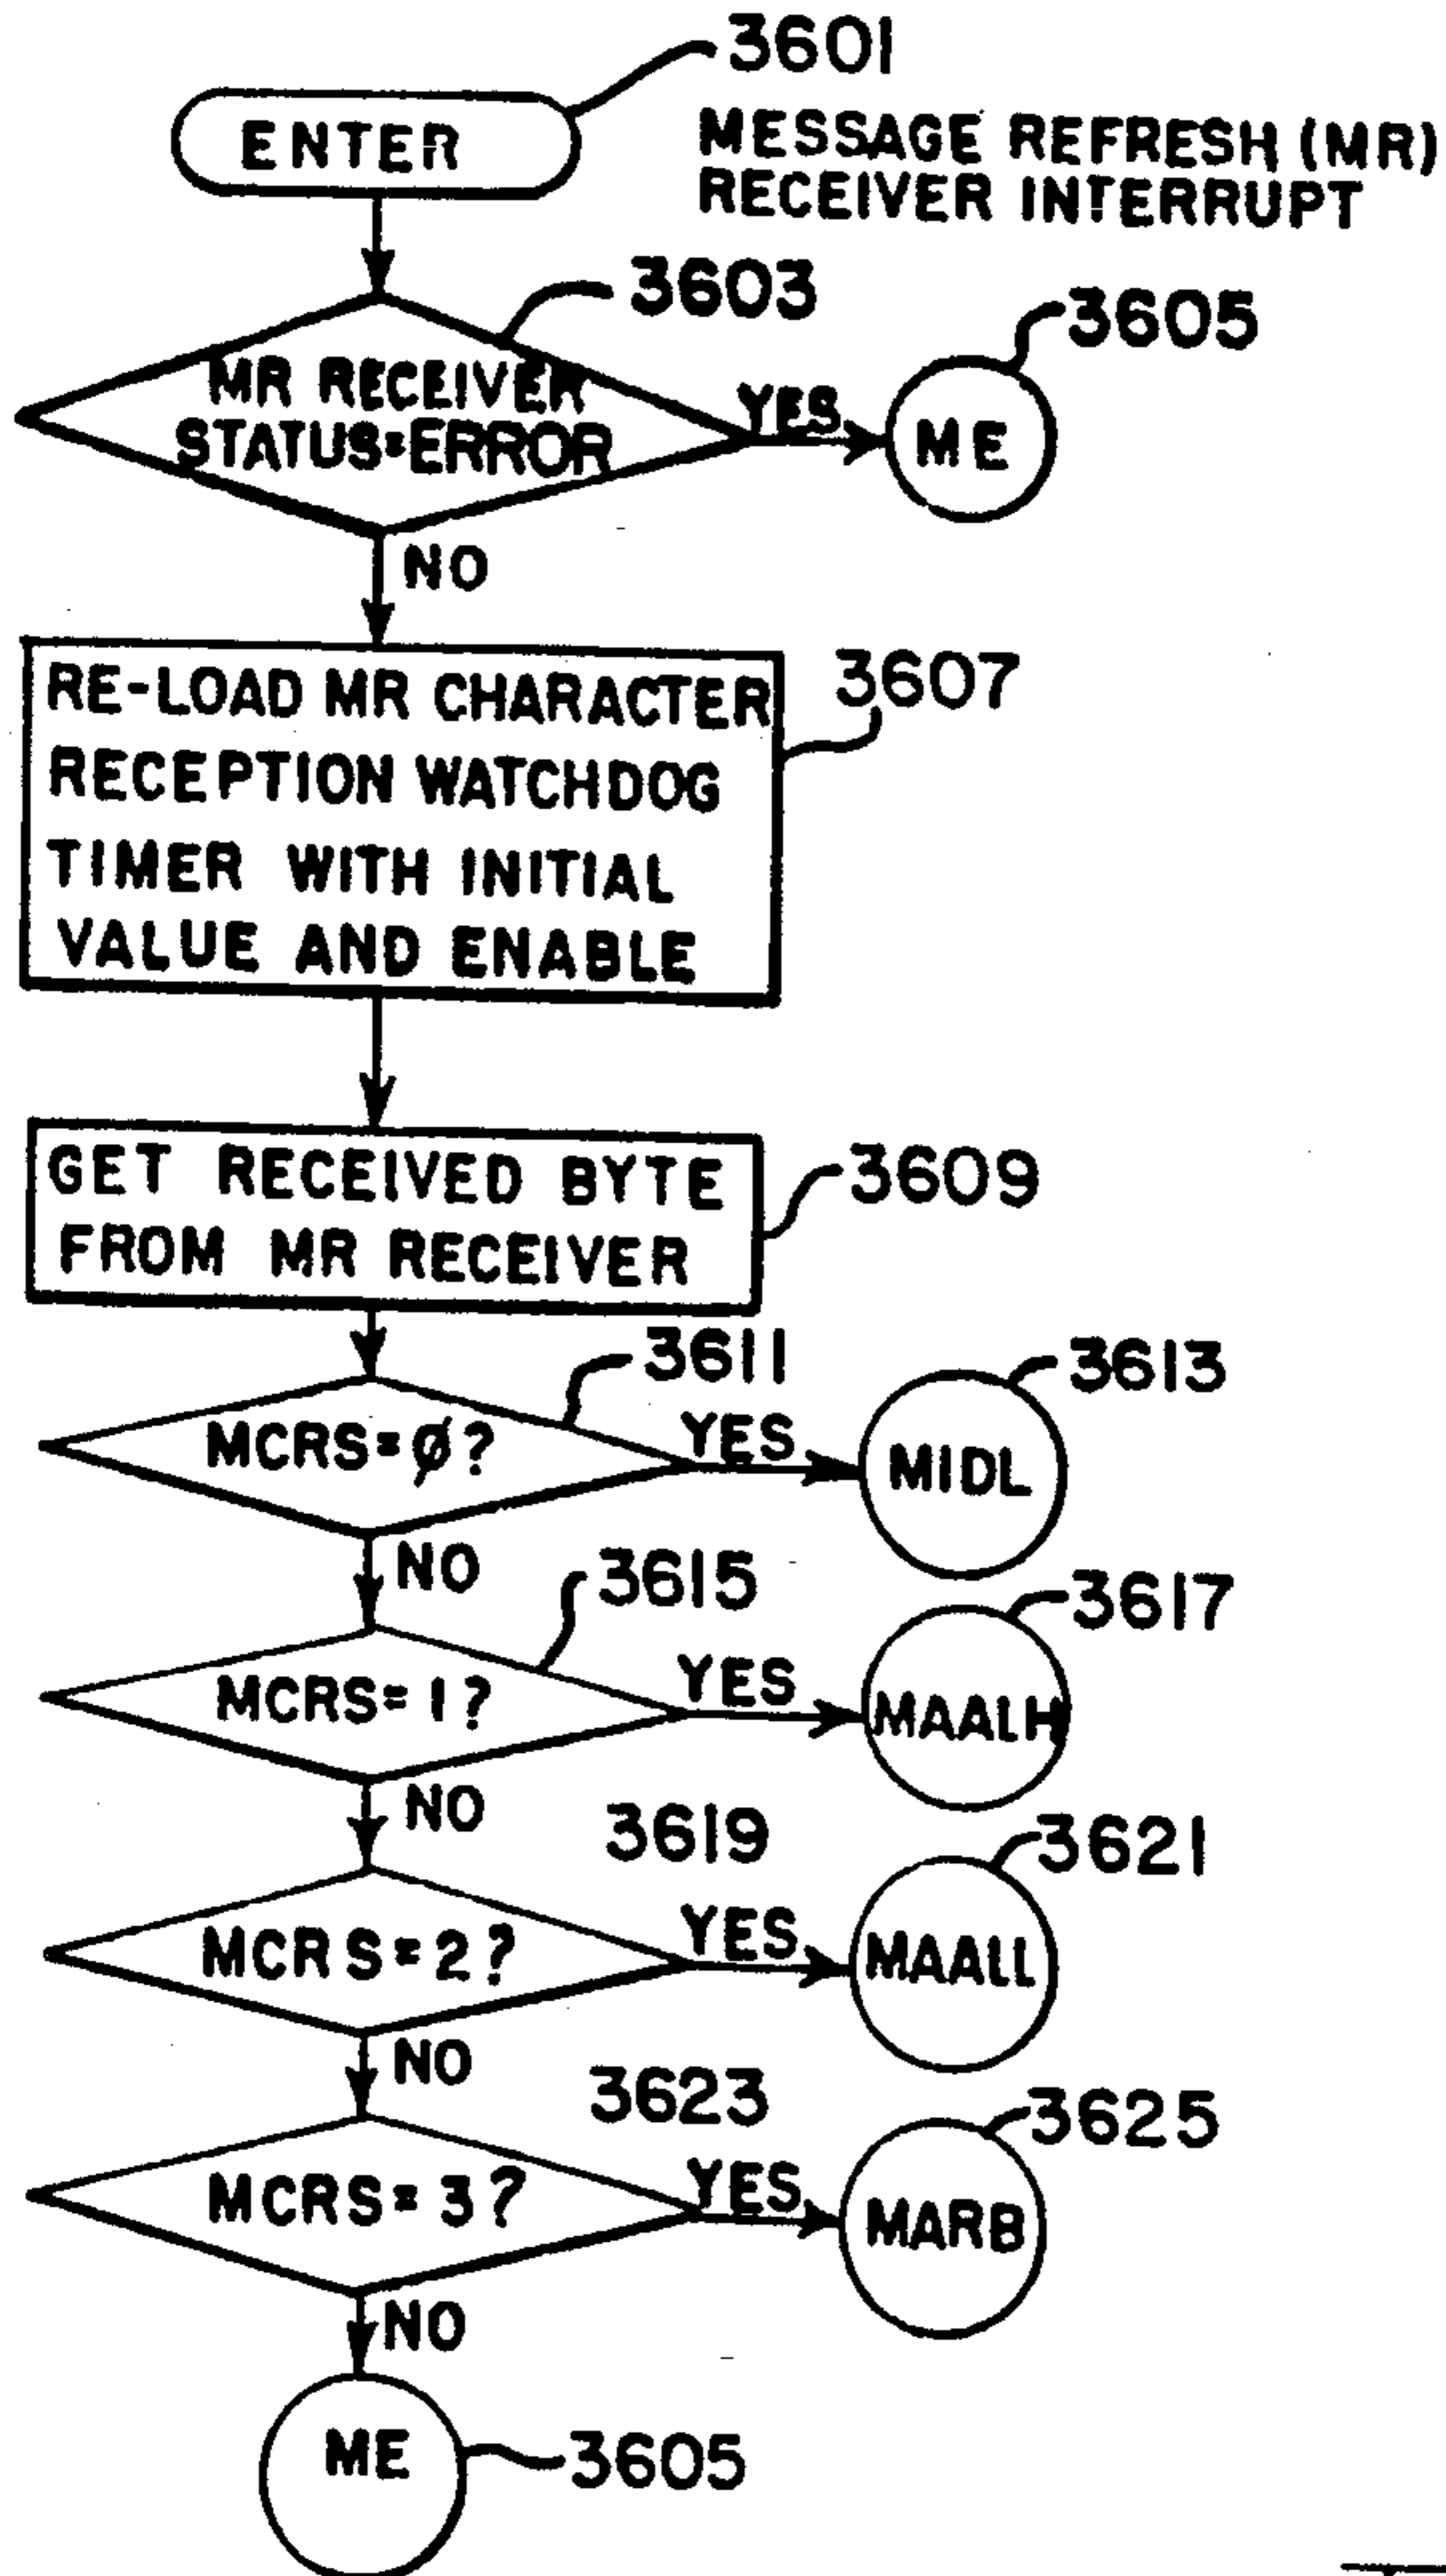 3601
ENTER
MESSAGE REFRESH (MR)
RECEIVER INTERRUPT
3603
3605
MR RECEIVER
STATUS=ERROR
YES
ME
NO
RE-LOAD MR CHARACTER
RECEPTION WATCHDOG
TIMER WITH INITIAL
VALUE AND ENABLE
3607
GET RECEIVED BYTE
FROM MR RECEIVER
3609
3611
3613
MCRS=Ø?
YES
MIDL
NO
3615
3617
MCRS=1?
YES
MAALH
NO
3619
3621
MCRS=2?
YES
MAALL
NO
3623
3625
MCRS=3?
YES
MARB
NO
ME
3605